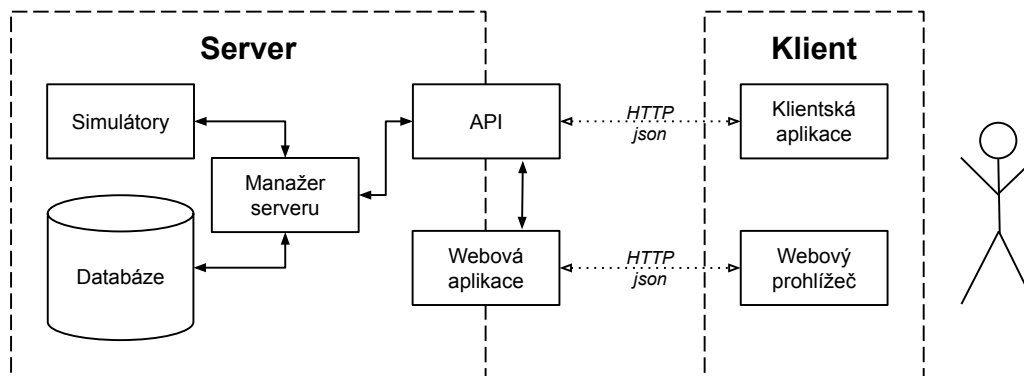 Server
Klient
Simulátory
API
HTTP
json
Klientská
aplikace
Manažer
serveru
Databáze
Webová
aplikace
HTTP
json
Webový
prohlížeč